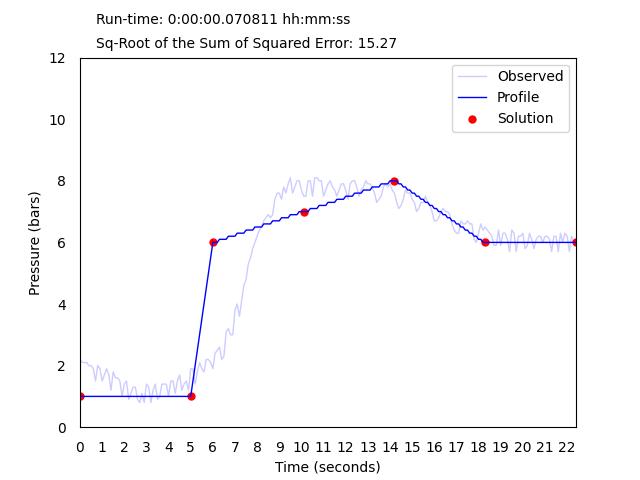 Run-time: 0:00:00.070811 hh:mm:ss
Sq-Root of the Sum of Squared Error: 15.27
12
10
8
6
4
2
0
Pressure (bars)
Observed
Profile
Solution
0 1 2 3 4 5 6 7 8 9 10 11 12 13 14 15 16 17 18 19 20 21 22
Time (seconds)